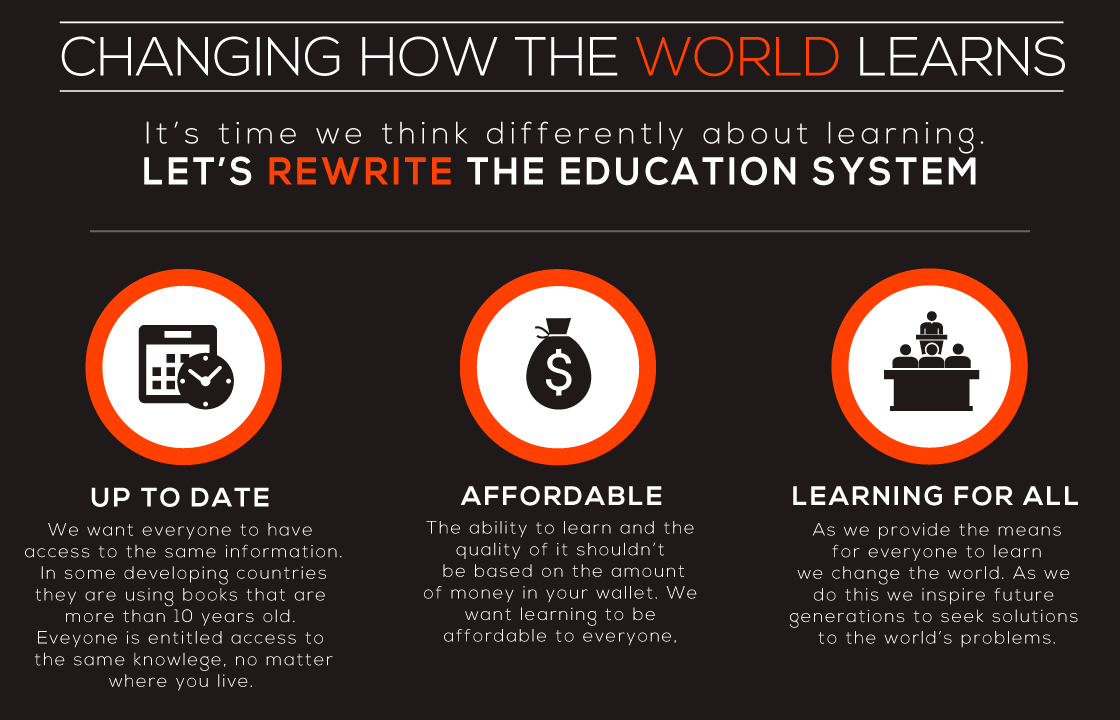 CHANGING HOW THE WORLD LEARNS
It's time we think differently about learning.
LET'S REWRITE THE EDUCATION SYSTEM
$
UP TO DATE
We want everyone to have
access to the same information.
In some developing countries
they are using books that are
more than 10 years old.
Eveyone is entitled access to
the same knowlege, no matter
where you live.
AFFORDABLE
The ability to learn and the
quality of it shouldn't
be based on the amount
of money in your wallet. We
want learning to be
affordable to everyone,
LEARNING FOR ALL
As we provide the means
for everyone to learn
we change the world. As we
do this we inspire future
generations to seek solutions
to the world's problems.